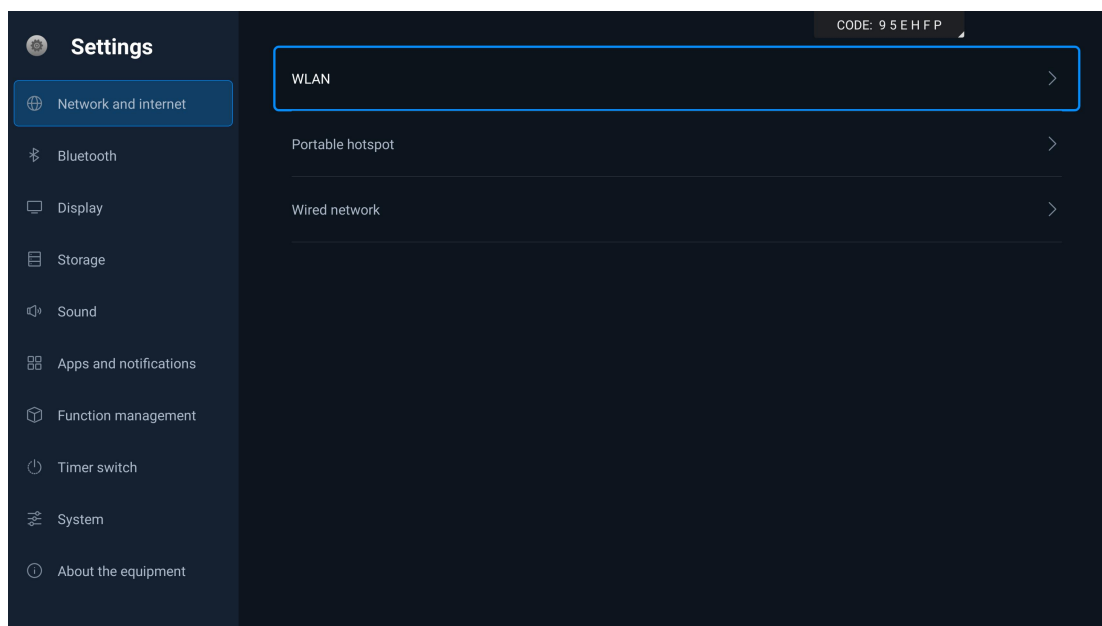 CODE: 9 5 E H F P
Settings
Network and internet
Bluetooth
Display
Storage
Sound
Apps and notifications
Function management
Timer switch
System
About the equipment
WLAN
Portable hotspot
Wired network